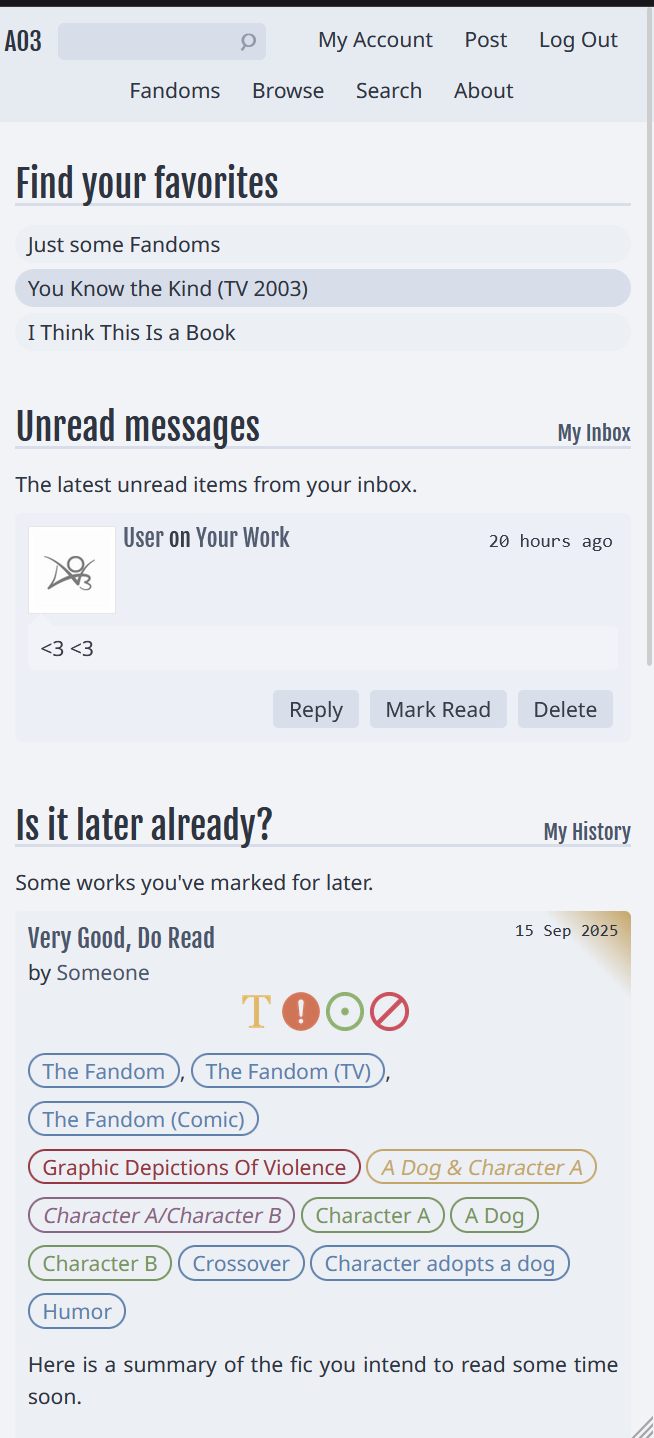 AO3
My Account Post Log Out
Fandoms Browse Search About
Find your favorites
Just some Fandoms
You Know the Kind (TV 2003)
I Think This Is a Book
Unread messages My Inbox
The latest unread items from your inbox.
User on Your Work 20 hours ago
<3 <3
Reply Mark Read Delete
Is it later already? My History
Some works you've marked for later.
Very Good, Do Read 15 Sep 2025
by Someone
T !
The Fandom, The Fandom (TV),
The Fandom (Comic)
Graphic Depictions Of Violence A Dog & Character A
Character A/Character B Character A A Dog
Character B Crossover Character adopts a dog
Humor
Here is a summary of the fic you intend to read some time
soon.